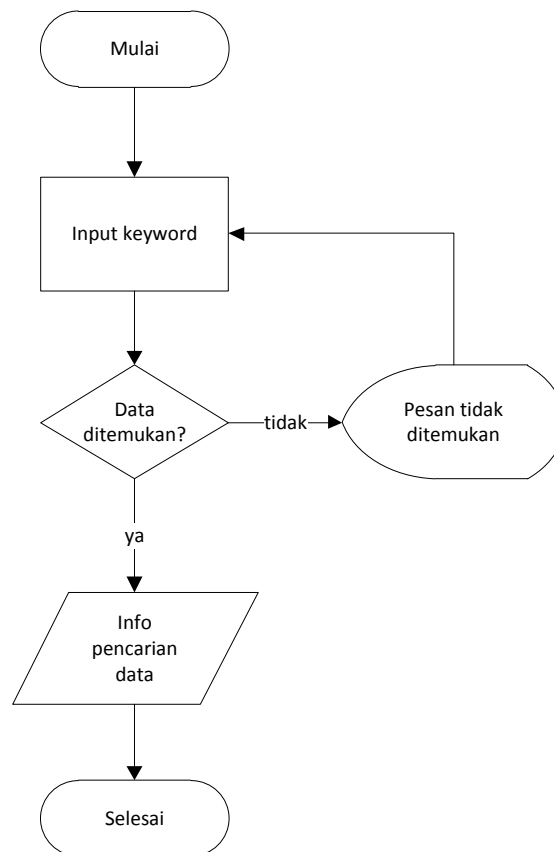 Mulai
Input keyword
Data
ditemukan?
tidak
Pesan tidak
ditemukan
ya
Info
pencarian
data
Selesai